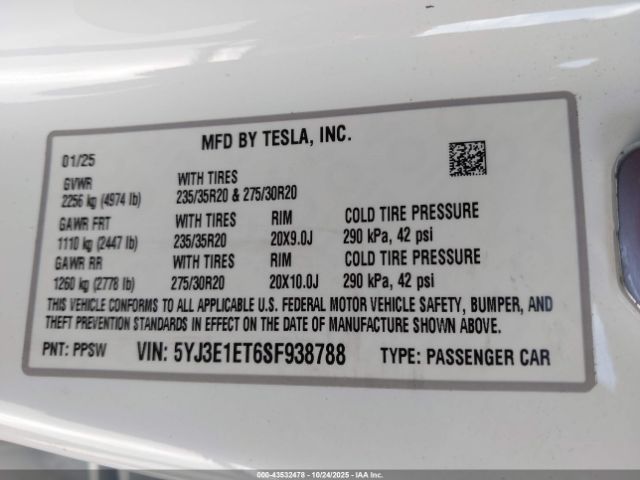 MFD BY TESLA, INC.
01/25
GVWR WITH TIRES
2256 kg (4974 lb) 235/35R20 & 275/30R20
GAWR FRT WITH TIRES RIM COLD TIRE PRESSURE
1110 kg (2447 lb) 235/35R20 20X9.0J 290 kPa, 42 psi
GAWR RR WITH TIRES RIM COLD TIRE PRESSURE
1260 kg (2778 lb) 275/30R20 20X10.0J 290 kPa, 42 psi
THIS VEHICLE CONFORMS TO ALL APPLICABLE U.S. FEDERAL MOTOR VEHICLE SAFETY, BUMPER, AND
THEFT PREVENTION STANDARDS IN EFFECT ON THE DATE OF MANUFACTURE SHOWN ABOVE.
PNT: PPSW VIN: 5YJ3E1ET6SF938788 TYPE: PASSENGER CAR
000-43532478 - 10/24/2025 - © IAA Holdings, LLC